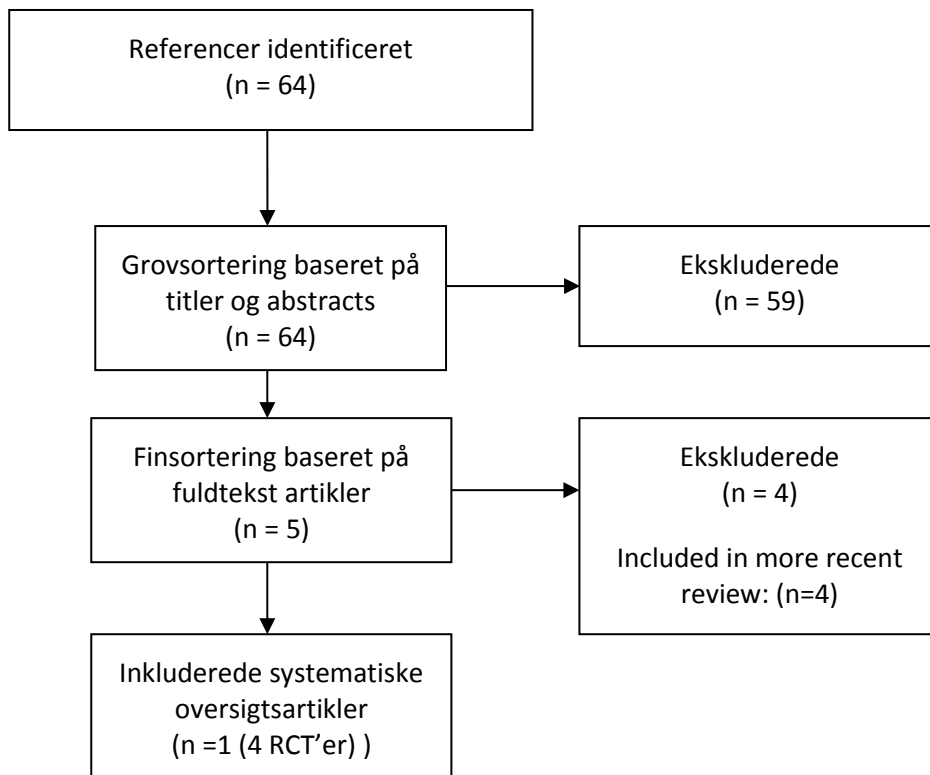 Referencer identificeret
(n = 64)
Grovsortering baseret på
titler og abstracts
(n = 64)
Ekskluderede
(n = 59)
Finsortering baseret på
fuldtekst artikler
(n = 5)
Ekskluderede
(n = 4)
Included in more recent
review: (n=4)
Inkluderede systematiske
oversigtsartikler
(n =1 (4 RCT’er) )